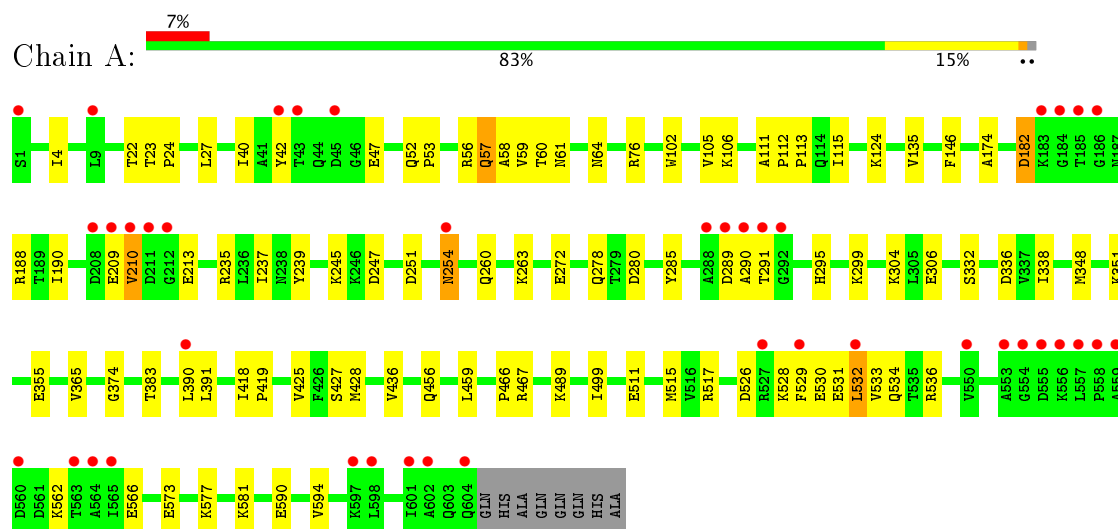 7%
Chain A:
83%
15%
S1 I4 L9 T22 T23 P24 L27 I40 A41 Y42 T43 Q44 D45 G46 E47 Q52 P53 R56 Q57 A58 V59 T60 N61 N64 R76 W102 V105 K106 A111 P112 P113 Q114 I115 K124 V135 F146 A174 D182 K183 G184 T185 G186 N187
R188 T189 I190 D208 E209 V210 D211 G212 E213 R235 L236 I237 N238 Y239 K245 K246 D247 D251 N254 Q260 K263 E272 Q278 T279 D280 Y285 A288 D289 A290 T291 G292 H295 K299 K304 L305 E306 S332 D336 V337 I338 M348 K351
E355 V365 G374 T383 L390 L391 I418 P419 V425 F426 S427 M428 V436 Q456 L459 P466 R467 K489 I499 E511 M515 V516 R517 D526 R527 K528 F529 E530 E531 L532 V533 Q534 T535 R536 V550 A553 G554 D555 K556 L557 P558 A559
D560 D561 K562 T563 A564 I565 E566 E573 K577 K581 E590 V594 K597 L598 I601 A602 Q603 Q604 GLN HIS ALA GLN GLN GLN HIS ALA